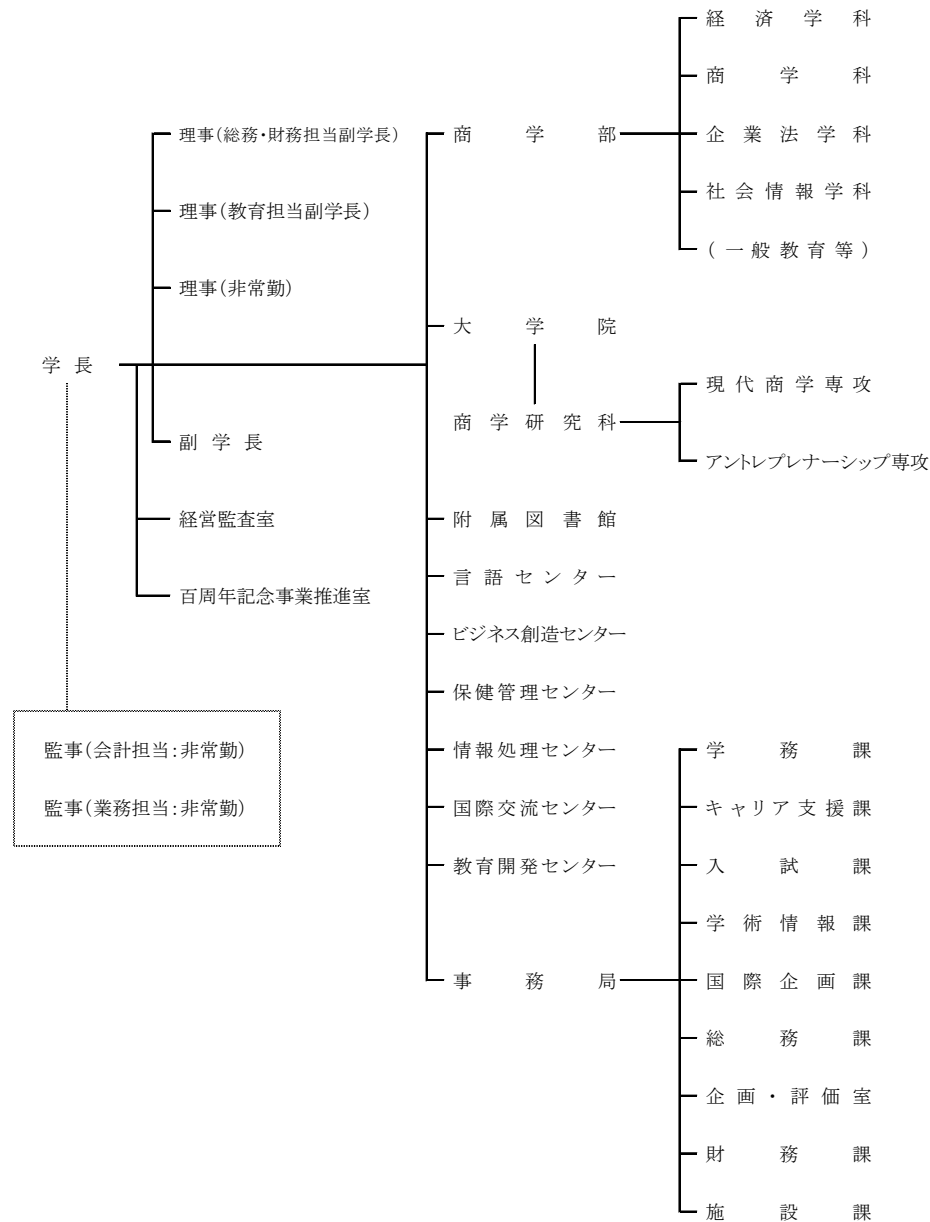 経済学科
商学科
理事(総務・財務担当副学長)
商学部
企業法学科
社会情報学科
理事(教育担当副学長)
(一般教育等)
理事(非常勤)
大学院
学長
現代商学専攻
商学研究科
副学長
アントレプレナーシップ専攻
経営監査室
附属図書館
言語センター
百周年記念事業推進室
ビジネス創造センター
保健管理センター
監事(会計担当:非常勤)
情報処理センター
学務課
監事(業務担当:非常勤)
国際交流センター
キャリア支援課
教育開発センター
入試課
学術情報課
事務局
国際企画課
総務課
企画・評価室
財務課
施設課